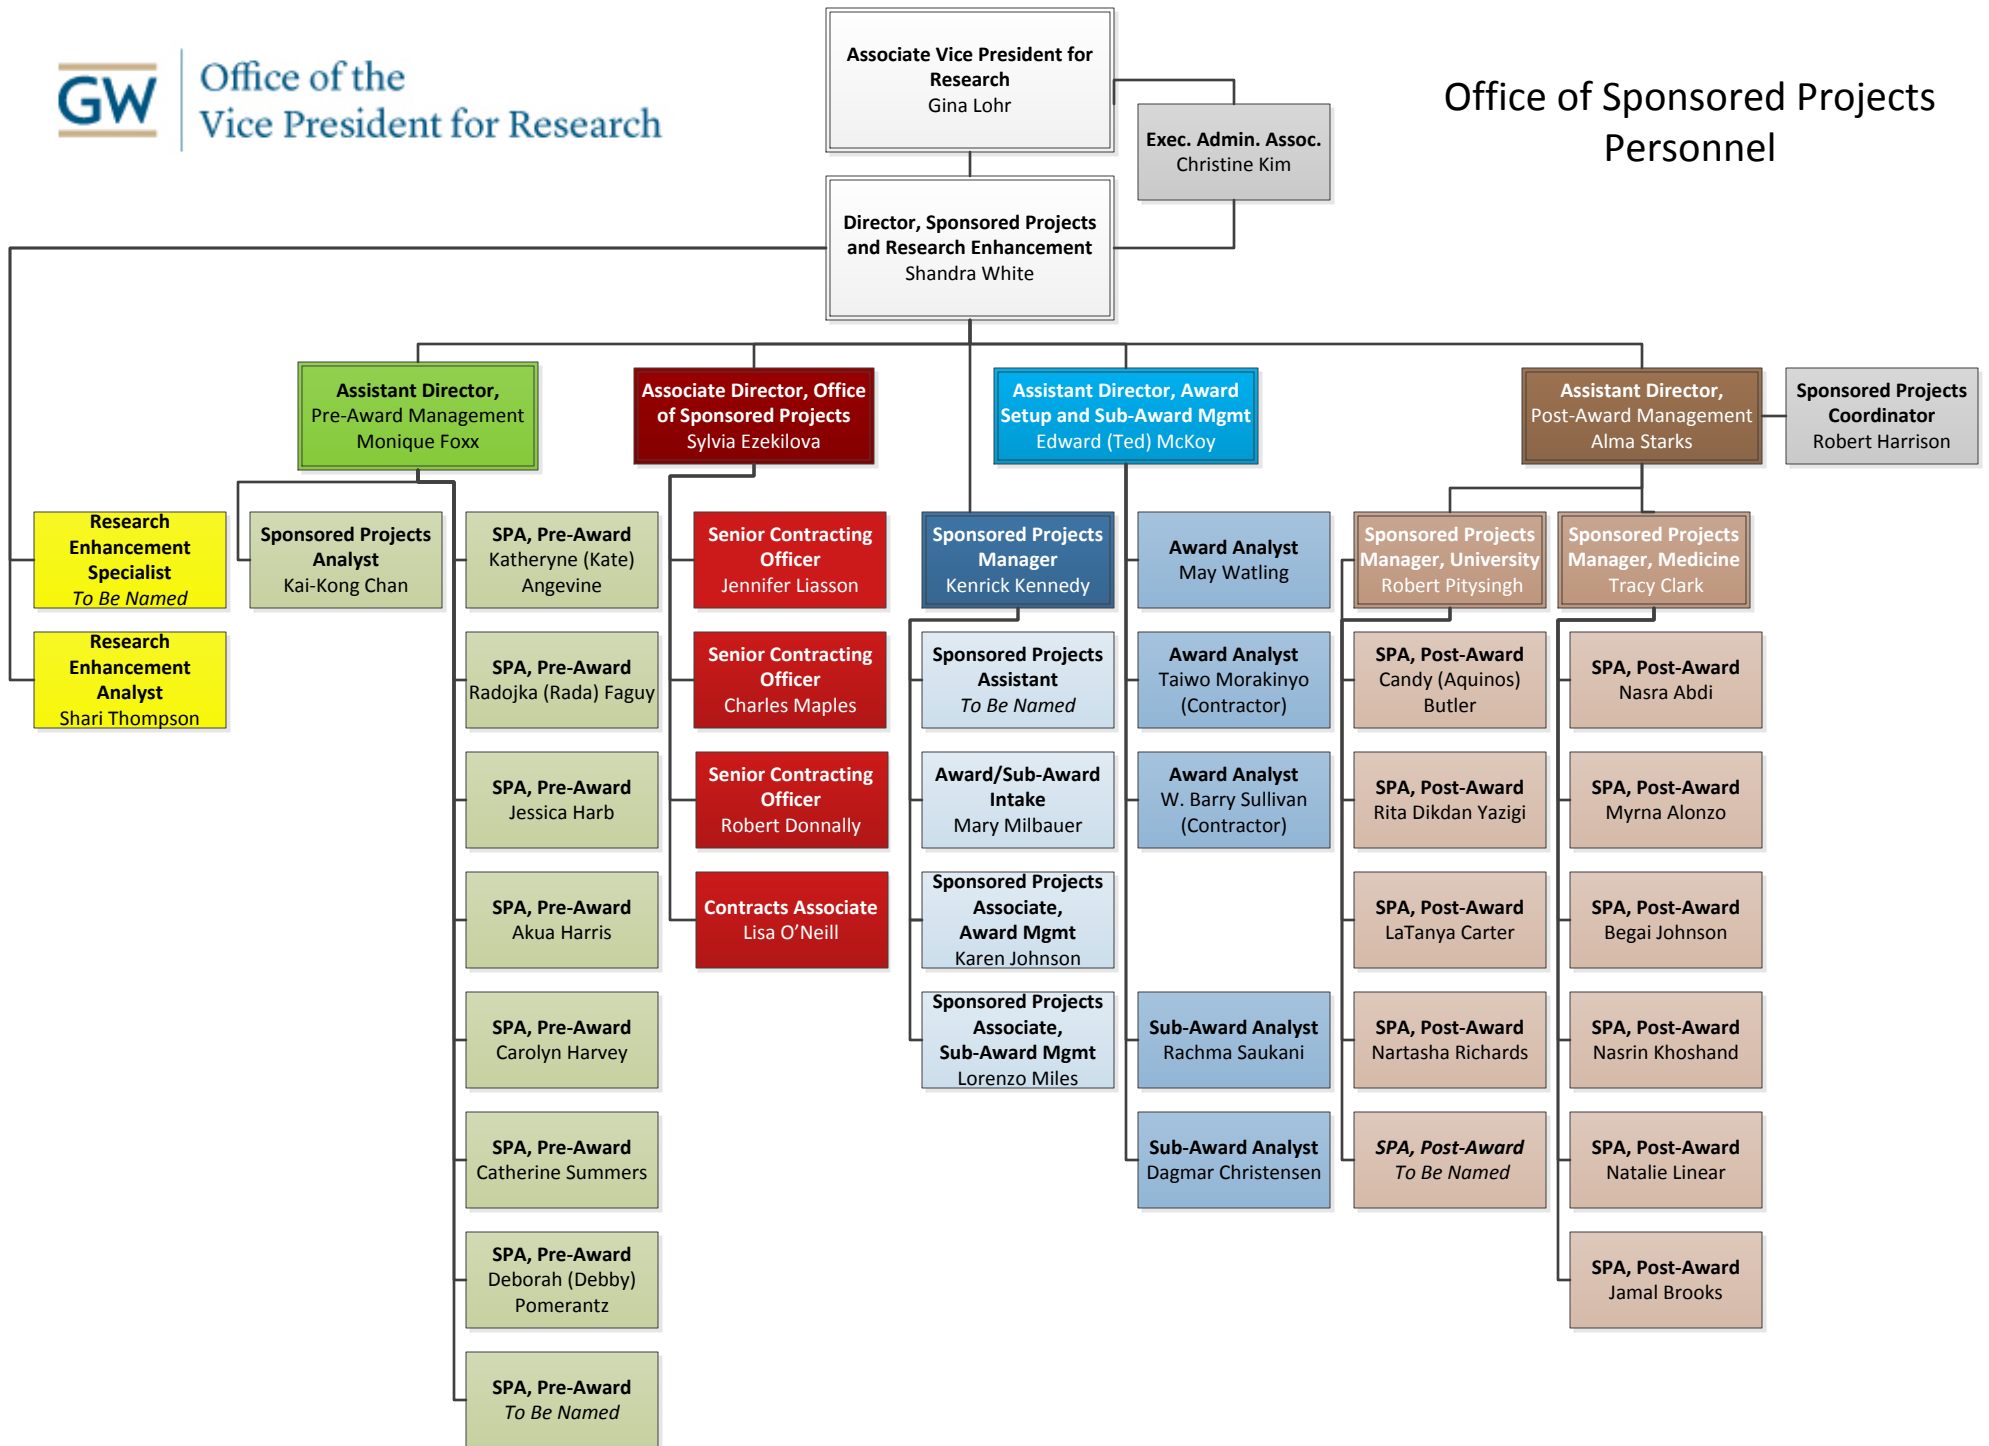 GW
Office of the
Vice President for Research
Office of Sponsored Projects
Personnel
Associate Vice President for
Research
Gina Lohr
Exec. Admin. Assoc.
Christine Kim
Director, Sponsored Projects
and Research Enhancement
Shandra White
Assistant Director,
Pre-Award Management
Monique Foxx
Associate Director, Office
of Sponsored Projects
Sylvia Ezekilova
Assistant Director, Award
Setup and Sub-Award Mgmt
Edward (Ted) McKoy
Assistant Director,
Post-Award Management
Alma Starks
Sponsored Projects
Coordinator
Robert Harrison
Research
Enhancement
Specialist
To Be Named
Research
Enhancement
Analyst
Shari Thompson
Sponsored Projects
Analyst
Kai-Kong Chan
SPA, Pre-Award
Katheryne (Kate)
Angevine
SPA, Pre-Award
Radojka (Rada) Faguy
SPA, Pre-Award
Jessica Harb
SPA, Pre-Award
Akua Harris
SPA, Pre-Award
Carolyn Harvey
SPA, Pre-Award
Catherine Summers
SPA, Pre-Award
Deborah (Debby)
Pomerantz
SPA, Pre-Award
To Be Named
Senior Contracting
Officer
Jennifer Liasson
Senior Contracting
Officer
Charles Maples
Senior Contracting
Officer
Robert Donnally
Contracts Associate
Lisa O’Neill
Sponsored Projects
Manager
Kenrick Kennedy
Sponsored Projects
Assistant
To Be Named
Award/Sub-Award
Intake
Mary Milbauer
Sponsored Projects
Associate,
Award Mgmt
Karen Johnson
Sponsored Projects
Associate,
Sub-Award Mgmt
Lorenzo Miles
Award Analyst
May Watling
Award Analyst
Taiwo Morakinyo
(Contractor)
Award Analyst
W. Barry Sullivan
(Contractor)
Sub-Award Analyst
Rachma Saukani
Sub-Award Analyst
Dagmar Christensen
Sponsored Projects
Manager, University
Robert Pitysingh
SPA, Post-Award
Candy (Aquinos)
Butler
SPA, Post-Award
Rita Dikdan Yazigi
SPA, Post-Award
LaTanya Carter
SPA, Post-Award
Nartasha Richards
SPA, Post-Award
To Be Named
Sponsored Projects
Manager, Medicine
Tracy Clark
SPA, Post-Award
Nasra Abdi
SPA, Post-Award
Myrna Alonzo
SPA, Post-Award
Begai Johnson
SPA, Post-Award
Nasrin Khoshand
SPA, Post-Award
Natalie Linear
SPA, Post-Award
Jamal Brooks